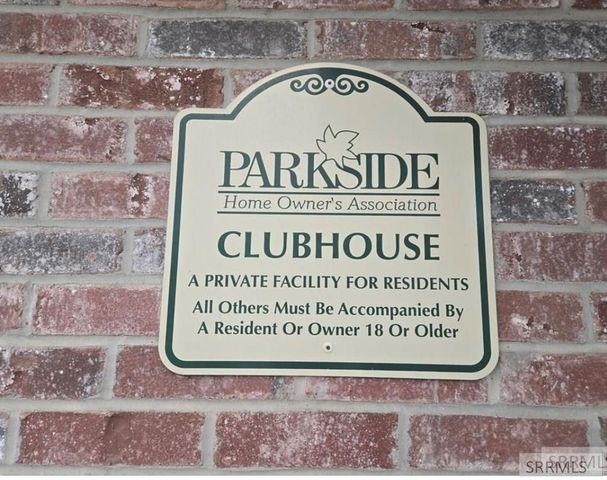 PARKSIDE
Home Owner's Association
CLUBHOUSE
A PRIVATE FACILITY FOR RESIDENTS
All Others Must Be Accompanied By
A Resident Or Owner 18 Or Older
SRRMLS
SRRMLS